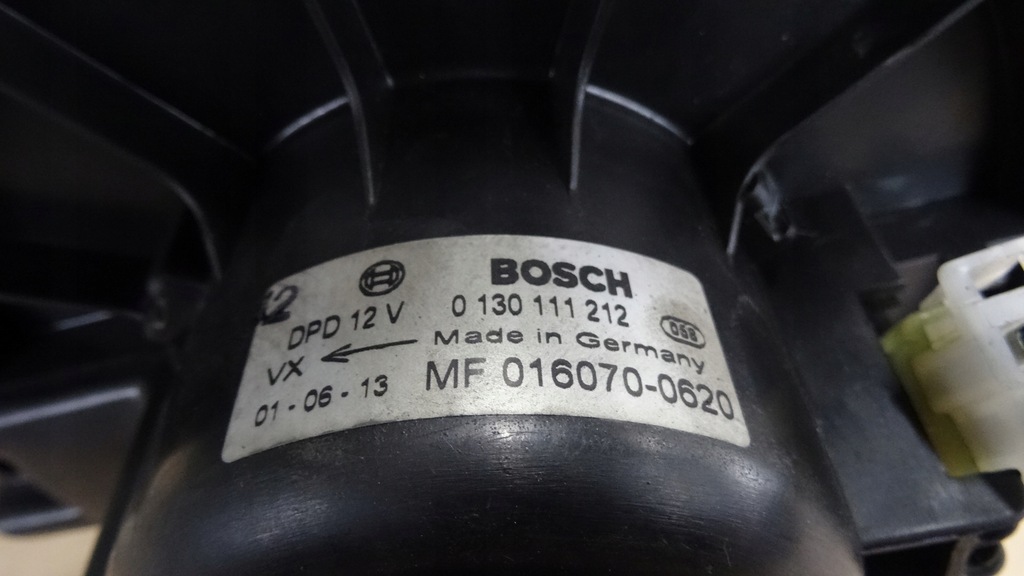 BOSCH
DPD 12 V
0 130 111 212
058
VX
Made in Germany
01 - 06 - 13
MF 016070-0620